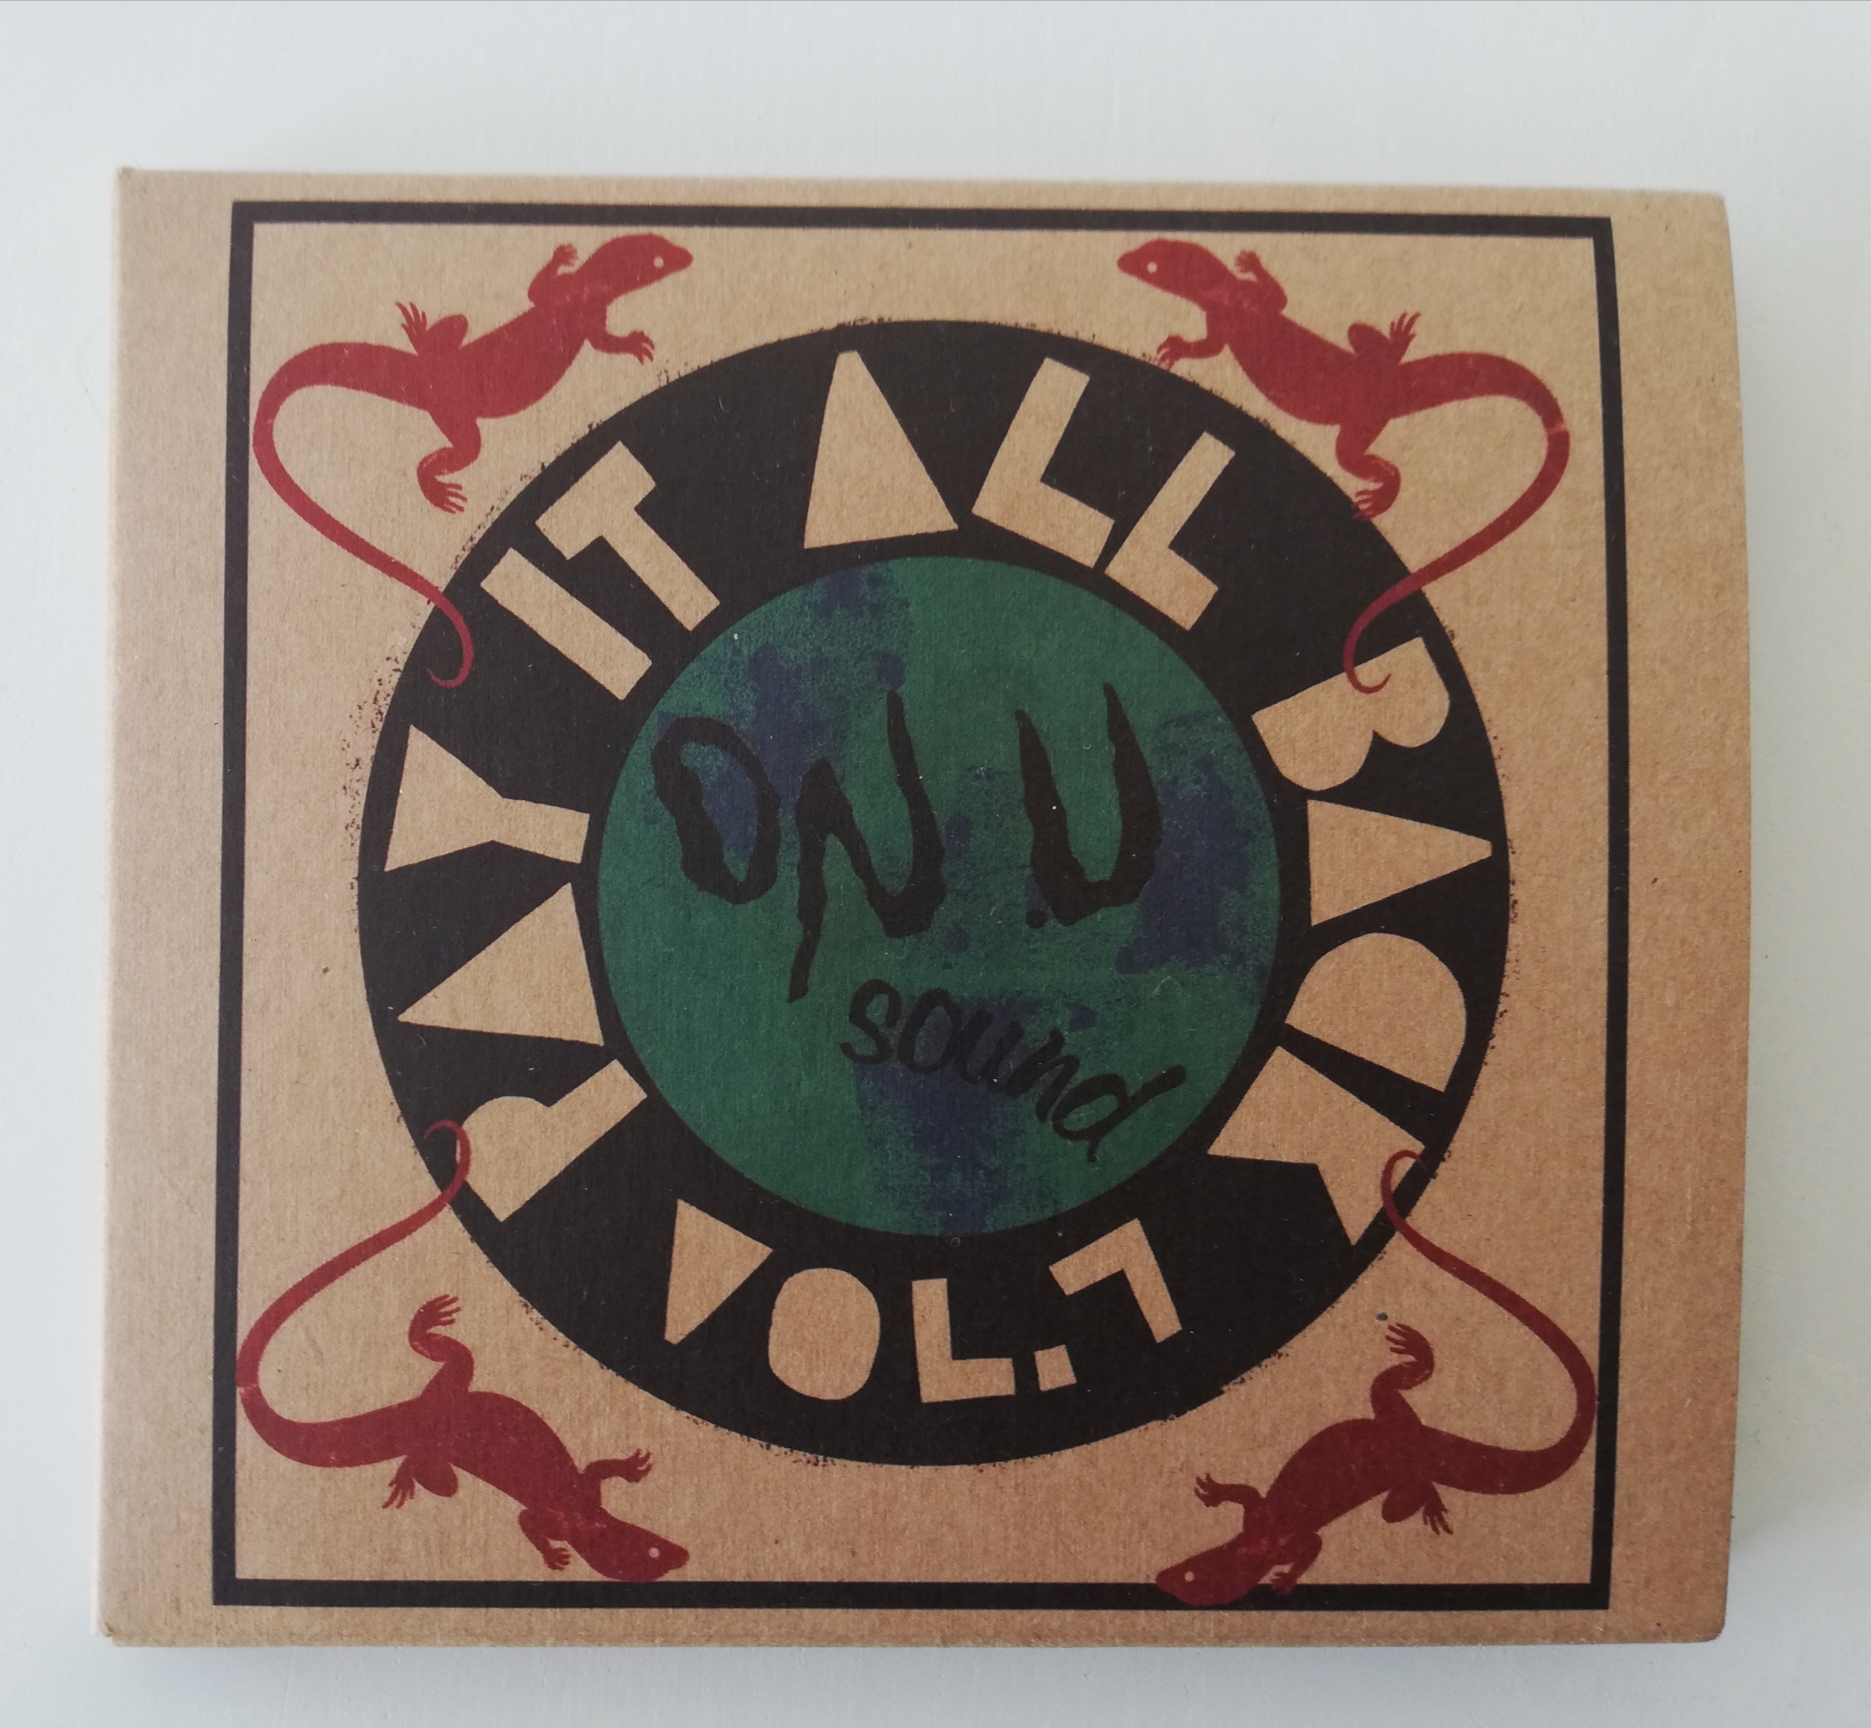 PAY IT ALL BACK
VOL. 7
ON.U
sound